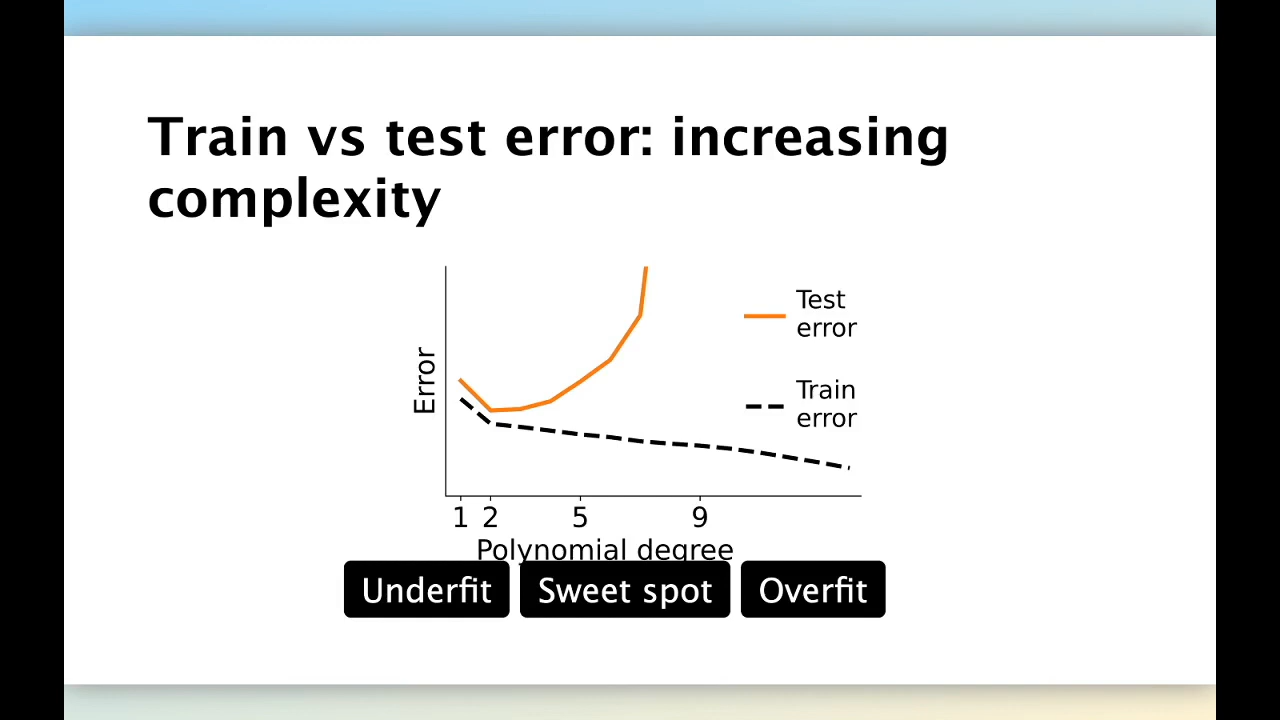 Train vs test error: increasing
complexity
Test
error
Train
error
Error
1 2 5 9
Polynomial degree
Underfit Sweet spot Overfit